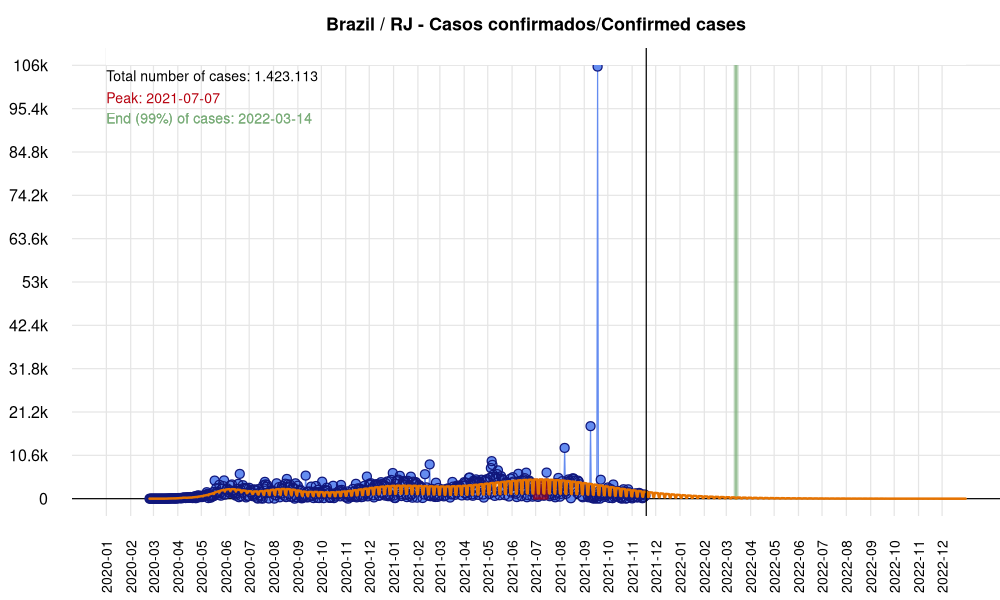 Brazil / RJ - Casos confirmados/Confirmed cases
106k
Total number of cases: 1.423.113
Peak: 2021-07-07
End (99%) of cases: 2022-03-14
95.4k
84.8k
74.2k
63.6k
53k
42.4k
31.8k
21.2k
10.6k
0
2020-01
2020-02
2020-03
2020-04
2020-05
2020-06
2020-07
2020-08
2020-09
2020-10
2020-11
2020-12
2021-01
2021-02
2021-03
2021-04
2021-05
2021-06
2021-07
2021-08
2021-09
2021-10
2021-11
2021-12
2022-01
2022-02
2022-03
2022-04
2022-05
2022-06
2022-07
2022-08
2022-09
2022-10
2022-11
2022-12